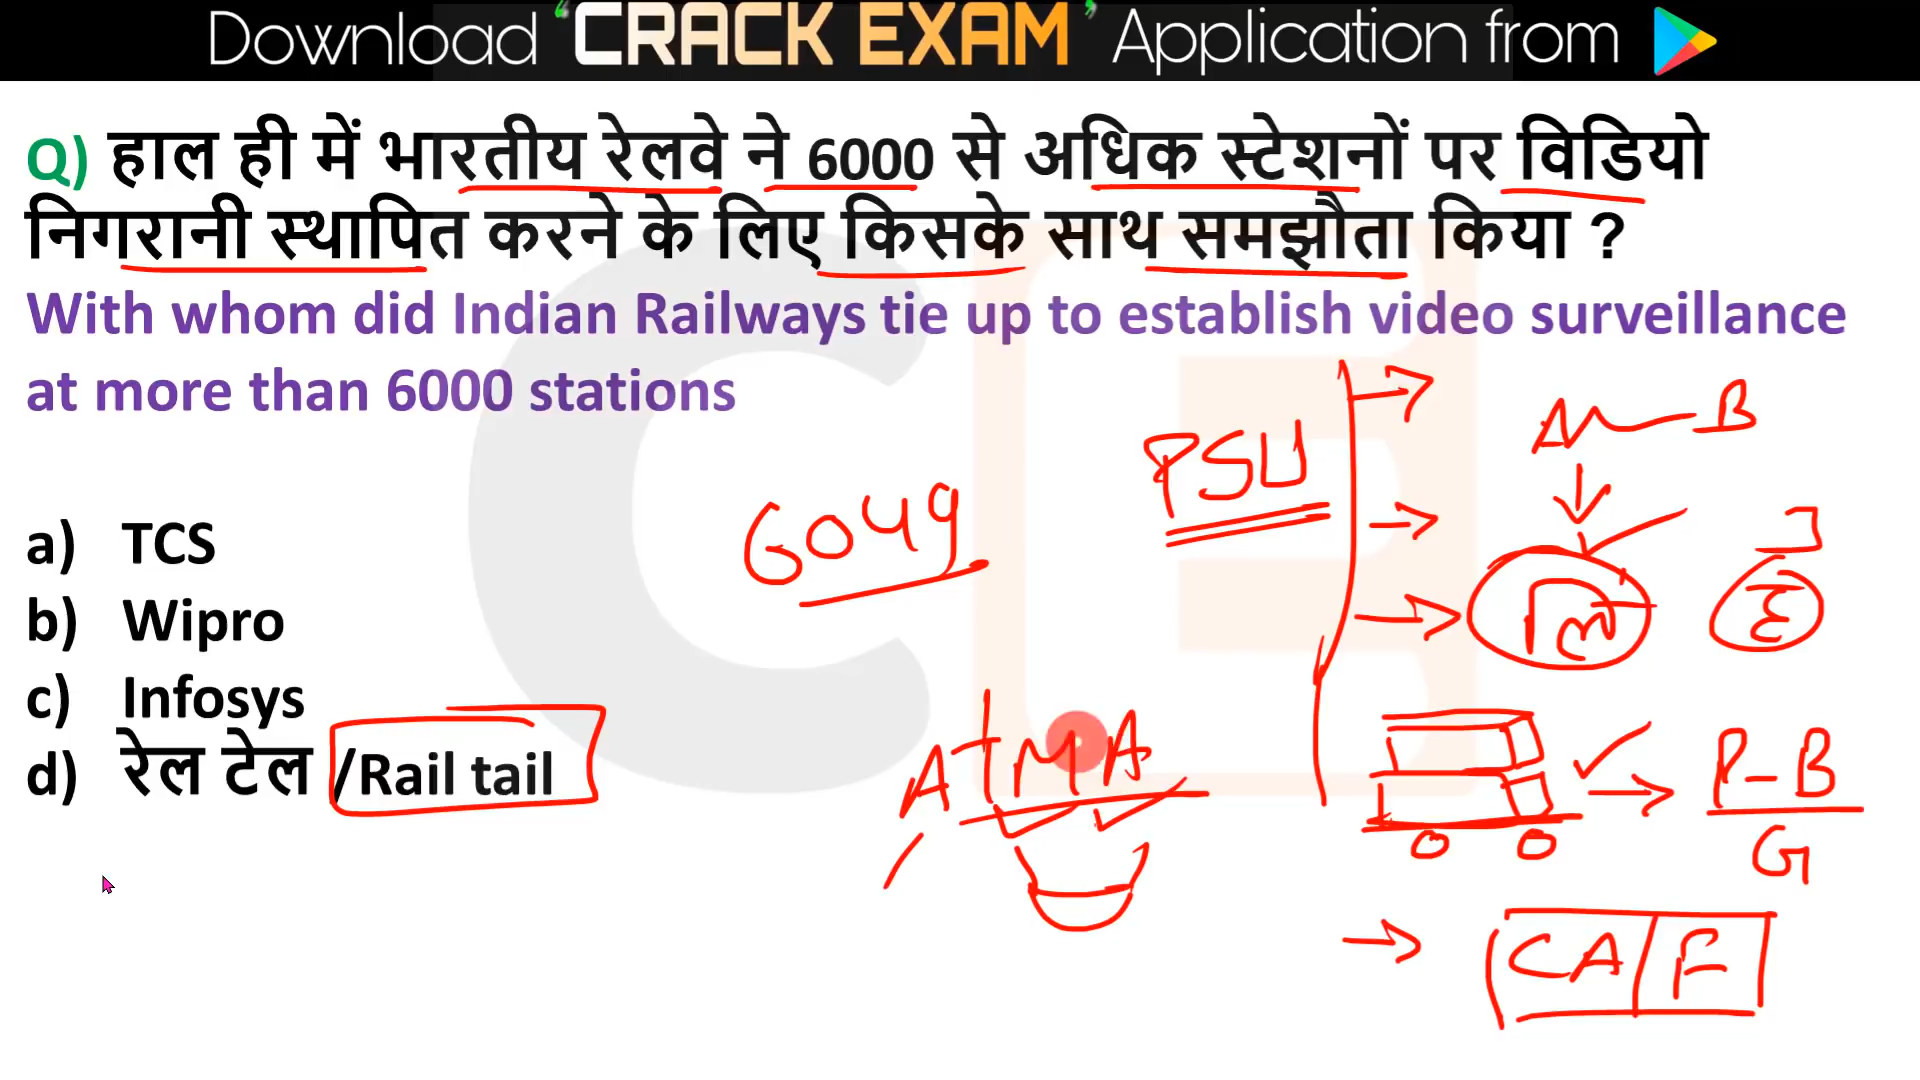 Download ‘CRACK EXAM’ Application from
Q) हाल ही में भारतीय रेलवे ने 6000 से अधिक स्टेशनों पर विडियो
निगरानी स्थापित करने के लिए किसके साथ समझौता किया ?
With whom did Indian Railways tie up to establish video surveillance
at more than 6000 stations
a) TCS
b) Wipro
c) Infosys
d) रेल टेल /Rail tail
6049
PSU
B
AtMA
P-B
G
CA F